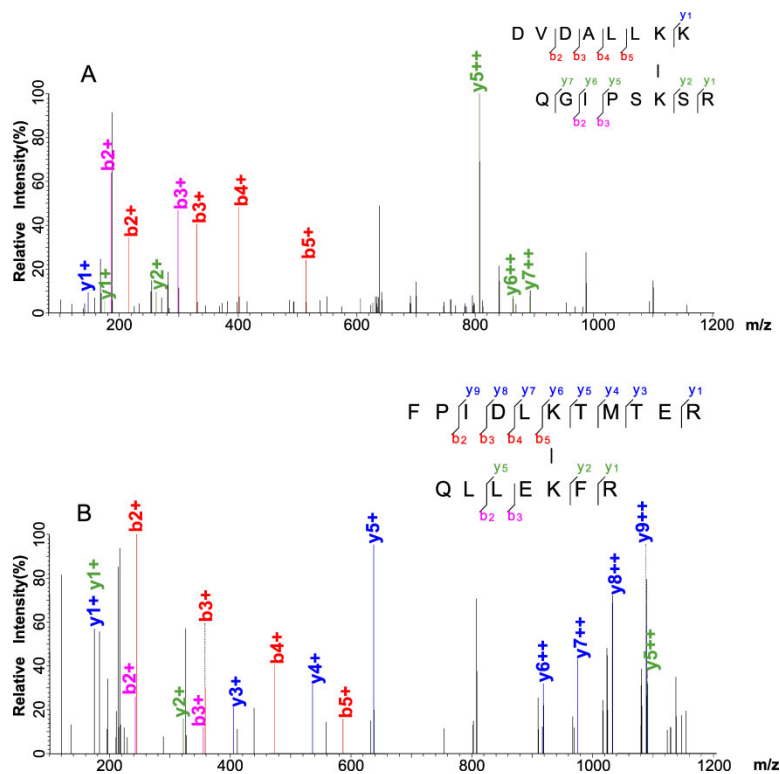 y1
D V D A L L K K
b2 b3 b4 b5
A
y7 y6 y5 y2 y1
Q G I P S K S R
b2 b3
Relative Intensity(%)
100
80
60
40
20
0
y1+
y1+
b2+
b2+
y2+
b3+
b3+
b4+
b5+
y5++
y6++
y7++
200 400 600 800 1000 1200 m/z
y9 y8 y7 y6 y5 y4 y3 y1
F P I D L K T M T E R
b2 b3 b4 b5
y5 y2 y1
Q L L E K F R
b2 b3
B
Relative Intensity(%)
100
80
60
40
20
0
y1+
y1+
b2+
b2+
y2+
b3+
b3+
y3+
b4+
y4+
b5+
y5+
y6++
y7++
y8++
y9++
y5++
200 400 600 800 1000 1200 m/z